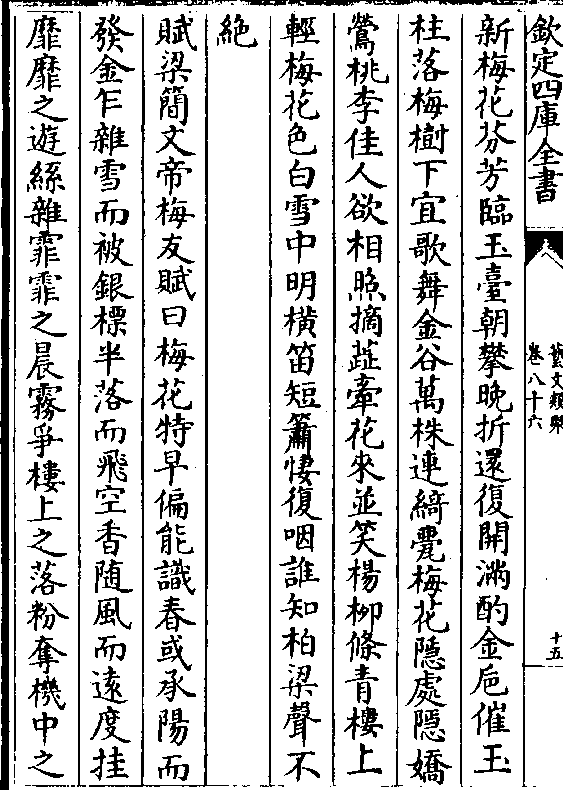 欽定四庫全書
藝文類聚
卷八十六
十五
新梅花芬芳臨玉臺朝攀晚折還復開滿酌金巵催玉
柱落梅樹下宜歌舞金谷萬株連綺甍梅花隱處隱嬌
鶯桃李佳人欲相照摘蕋牽花來並笑楊柳條青樓上
輕梅花色白雪中明橫笛短簫悽復咽誰知柏梁聲不
絶
賦梁簡文帝梅友賦曰梅花特早偏能識春或承陽而
發金乍雜雪而被銀標半落而飛空香随風而遠度挂
靡靡之遊絲雜霏霏之晨霧爭樓上之落粉奪機中之